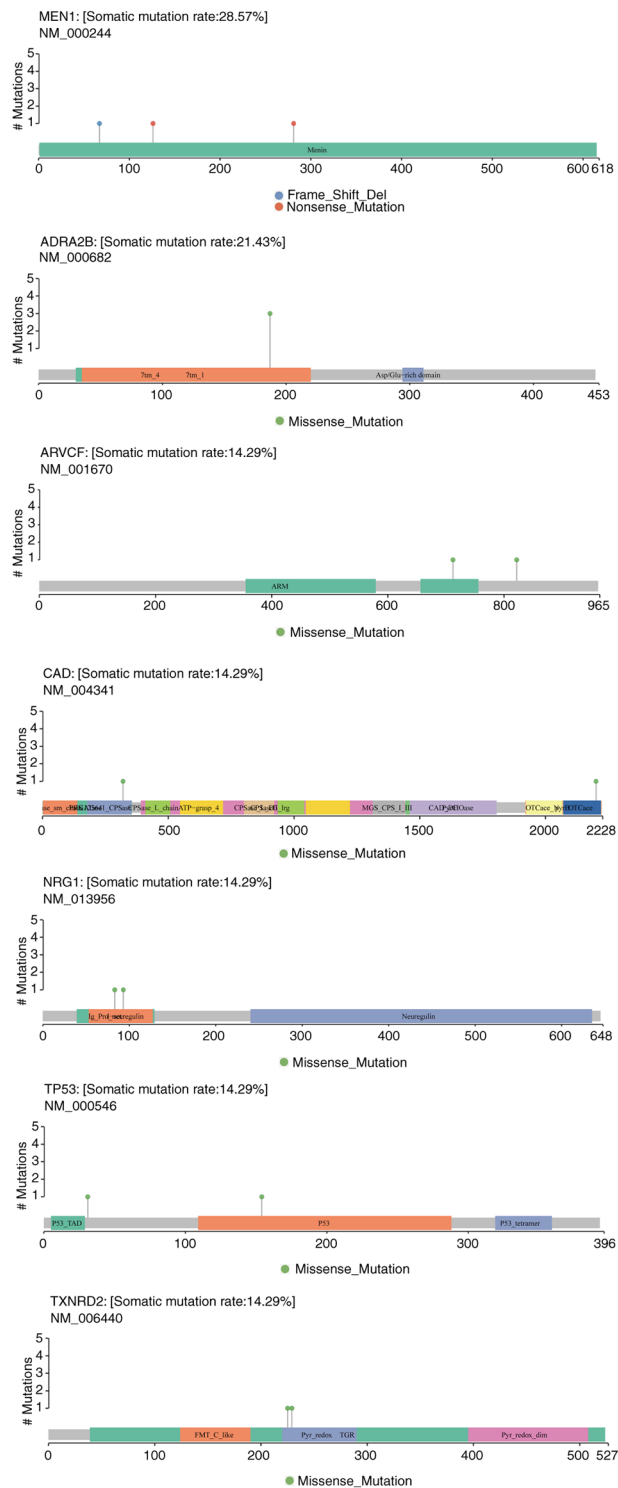 MEN1: [Somatic mutation rate:28.57%]
NM_000244
# Mutations
5
4
3
2
1
Menin
0 100 200 300 400 500 600 618
Frame_Shift_Del
Nonsense_Mutation
ADRA2B: [Somatic mutation rate:21.43%]
NM_000682
# Mutations
5
4
3
2
1
7tm_4 7tm_1 Asp/Glu-rich domain
0 200 300 400 453
Missense_Mutation
ARVCF: [Somatic mutation rate:14.29%]
NM_001670
# Mutations
5
4
3
2
1
ARM
0 200 400 600 800 965
Missense_Mutation
CAD: [Somatic mutation rate:14.29%]
NM_004341
# Mutations
5
4
3
2
1
CPSase_L_chain ATP-grasp_4 MGS_CPS_I_III OTCace
0 500 1000 1500 2000 2228
Missense_Mutation
NRG1: [Somatic mutation rate:14.29%]
NM_013956
# Mutations
5
4
3
2
1
Neuregulin
0 100 200 300 400 500 600 648
Missense_Mutation
TP53: [Somatic mutation rate:14.29%]
NM_000546
# Mutations
5
4
3
2
1
P53_TAD P53 P53_tetramer
0 100 200 300 396
Missense_Mutation
TXNRD2: [Somatic mutation rate:14.29%]
NM_006440
# Mutations
5
4
3
2
1
FMT_C_like Pyr_redox TGR Pyr_redox_dim
0 100 200 300 400 500 527
Missense_Mutation